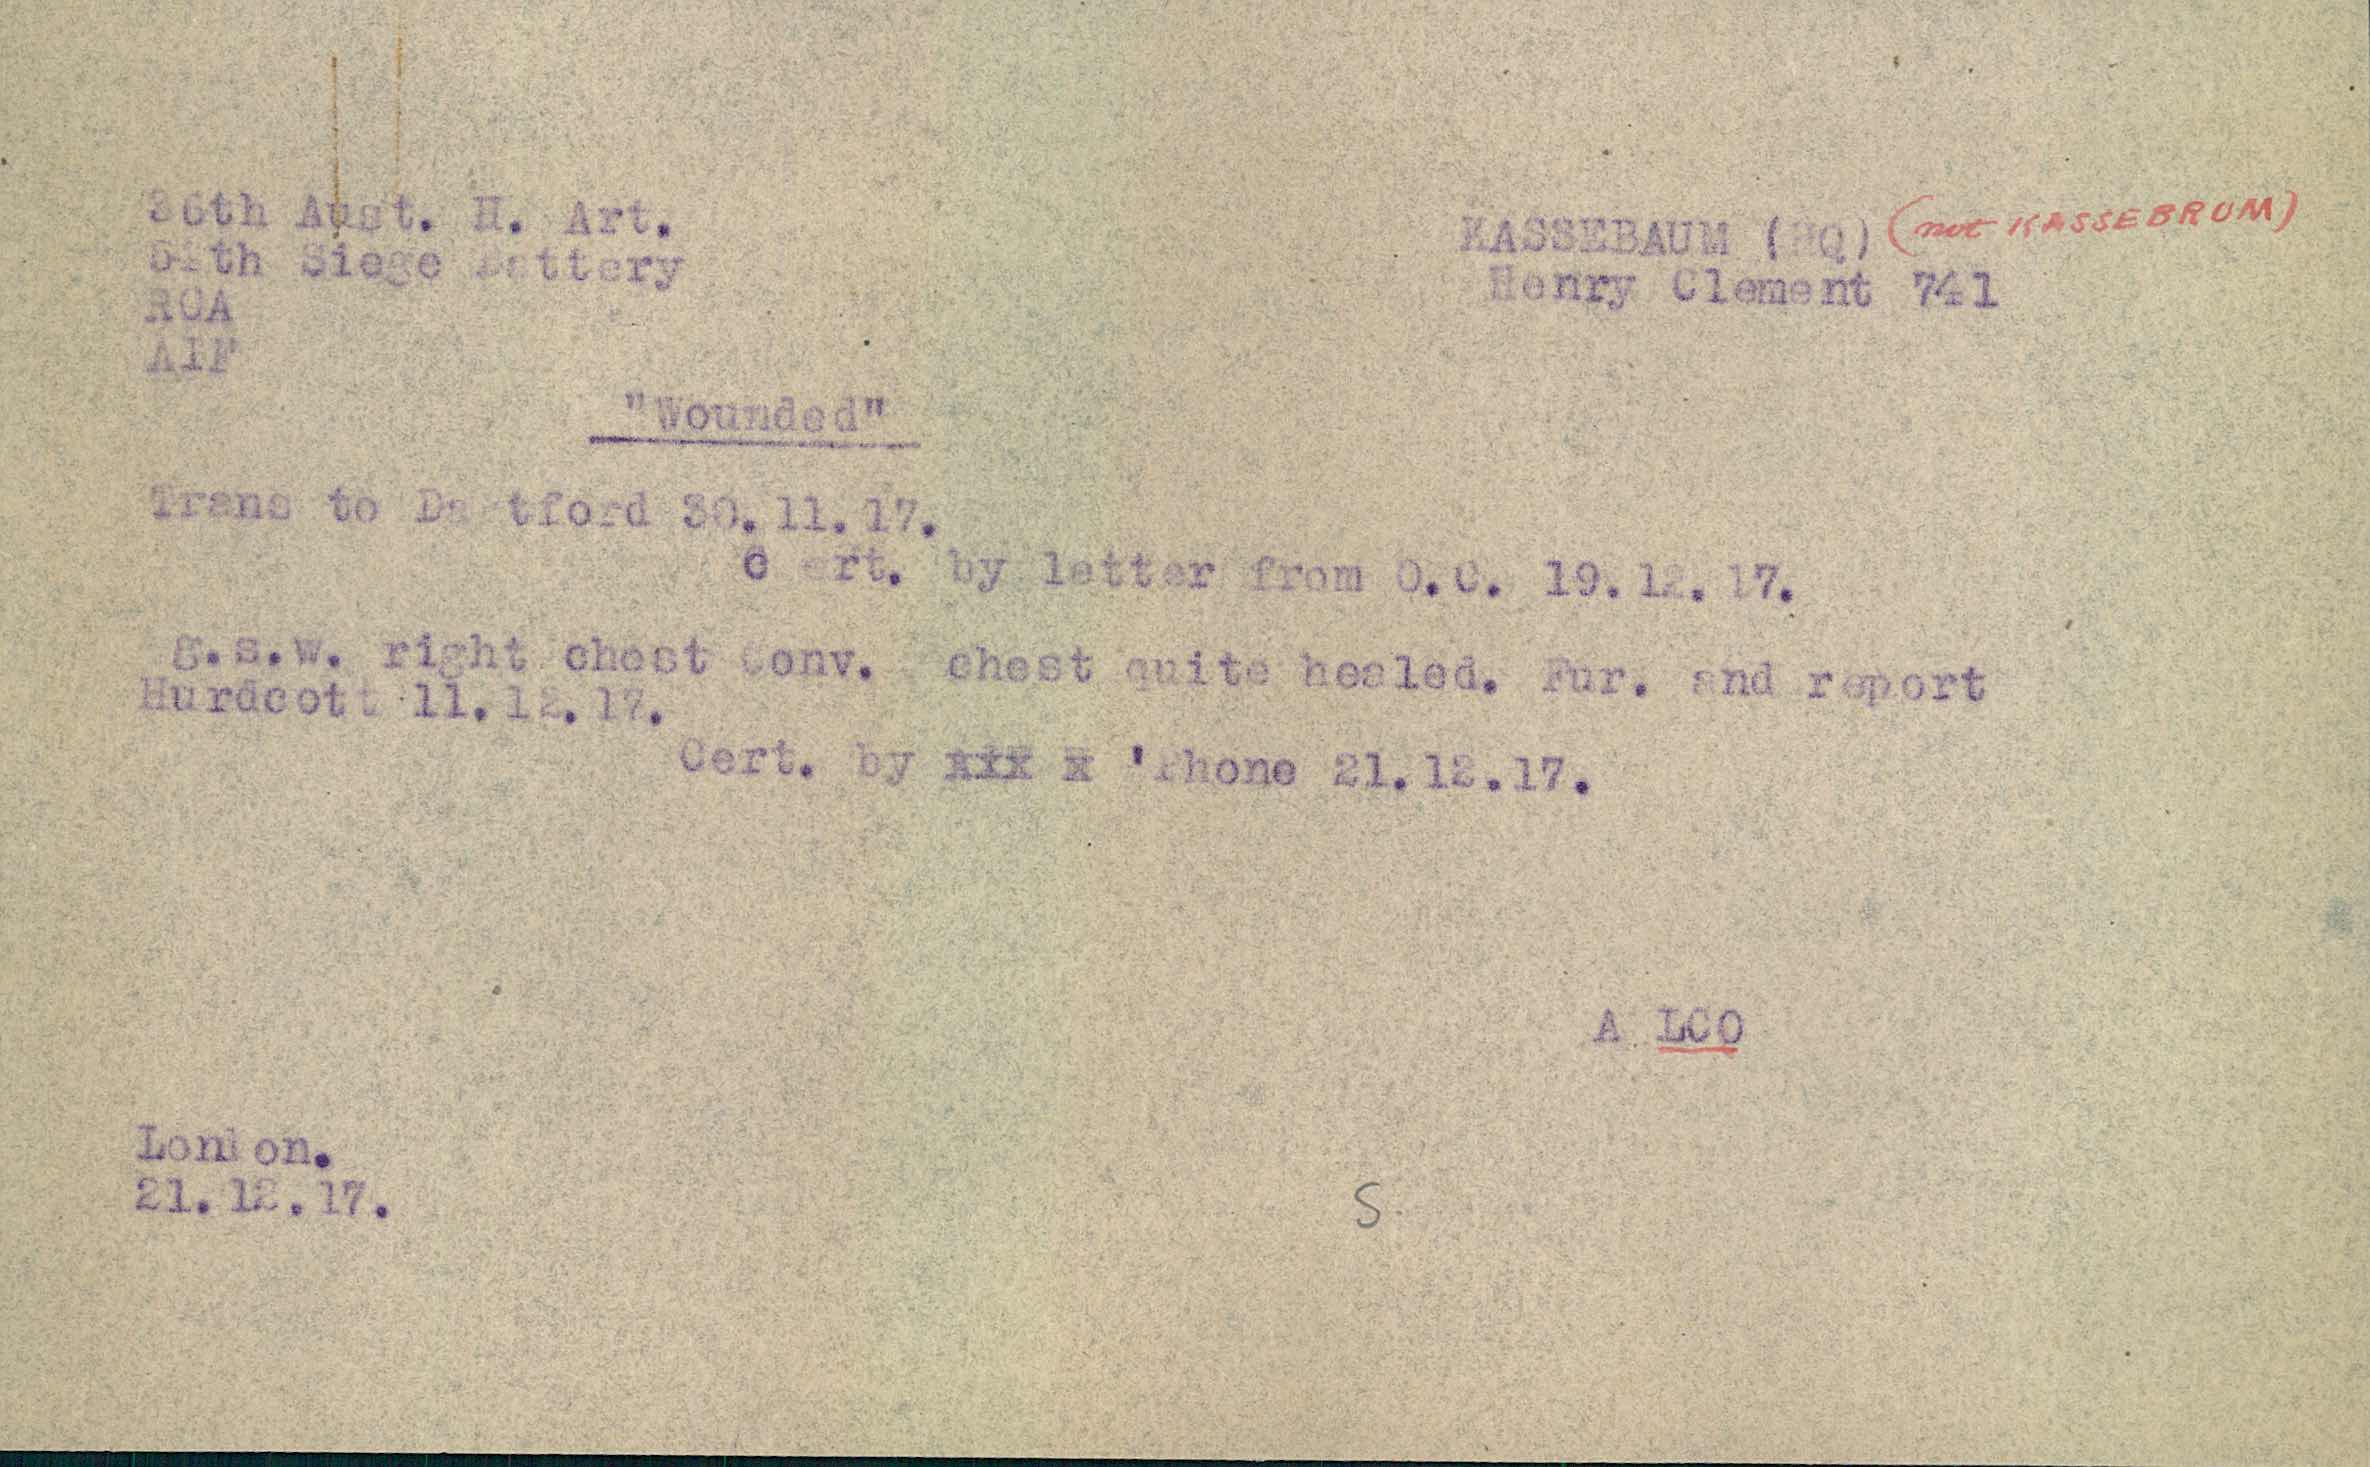 36th Aust. H. Art.
54th Siege Battery
RGA
AIF
KASSEBAUM (HQ) (not KASSEBRUM)
Henry Clement 741
"Wounded"
Trans to Dartford 30.11.17.
Cert. by letter from O.C. 19.12.17.
g.s.w. right chest Conv. chest quite healed. Fur. and report
Hurdcott 11.12.17.
Cert. by xxx x 'Phone 21.12.17.
A LCO
London.
21.12.17.
S